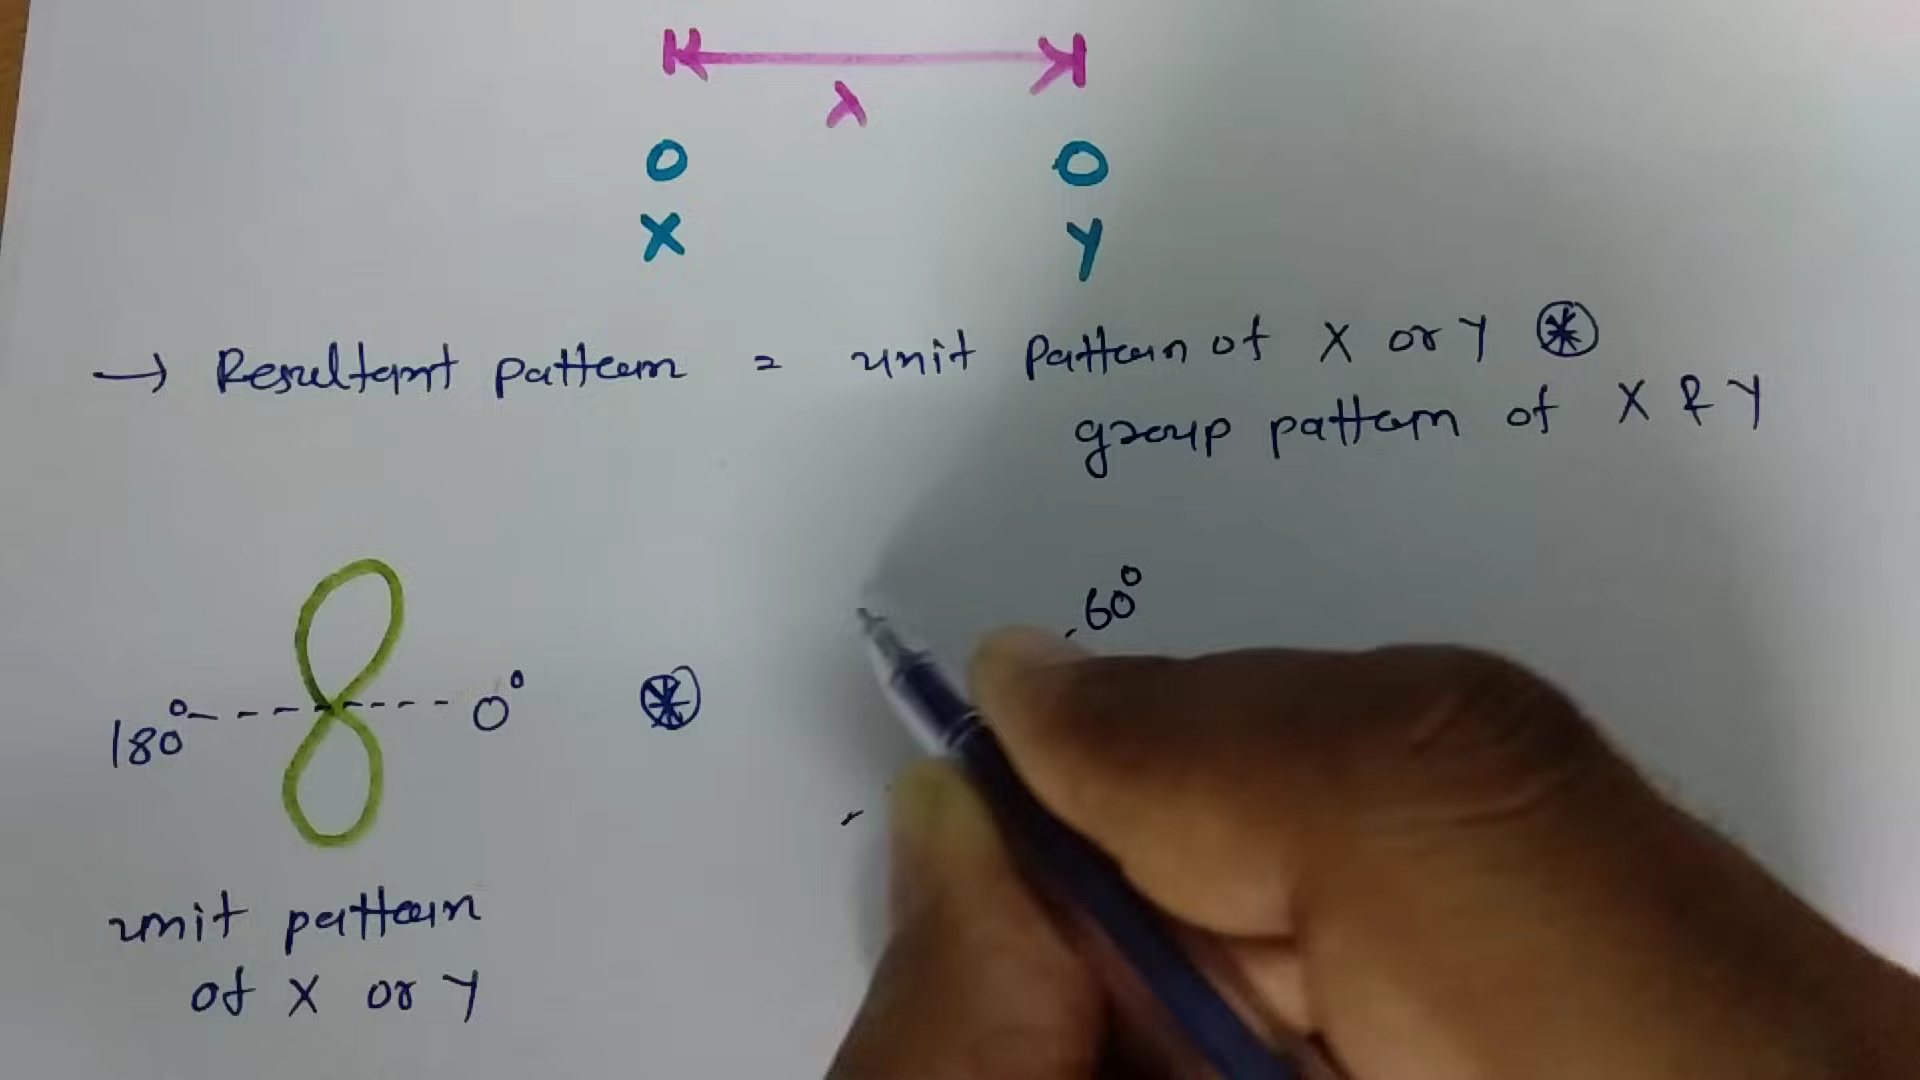 λ
O O
X Y
→ Resultant pattern = unit pattern of X or Y ⊛
group pattern of X & Y
60°
180° 0° ⊛
unit pattern
of X or Y